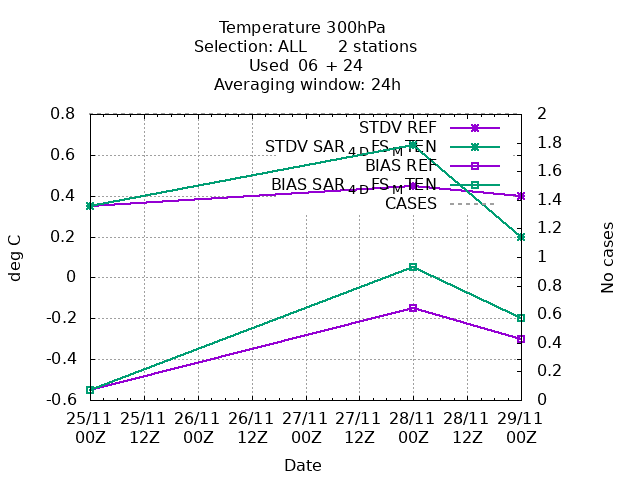 Temperature 300hPa
Selection: ALL 2 stations
Used 06 + 24
Averaging window: 24h
0.8
0.6
0.4
0.2
0
-0.2
-0.4
-0.6
deg C
2
1.8
1.6
1.4
1.2
1
0.8
0.6
0.4
0.2
0
No cases
STDV REF
STDV SAR4DFSMTEN
BIAS REF
BIAS SAR4DFSMTEN
CASES
25/11 25/11 26/11 26/11 27/11 27/11 28/11 28/11 29/11
00Z 12Z 00Z 12Z 00Z 12Z 00Z 12Z 00Z
Date